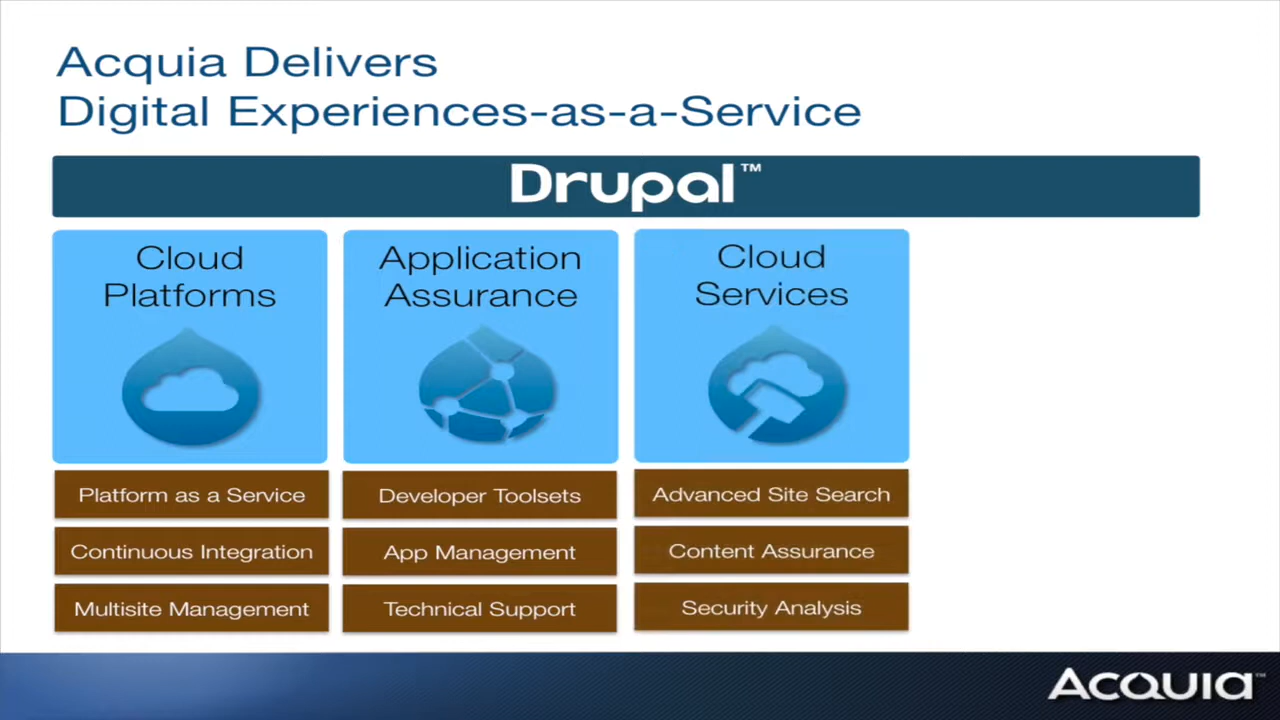 Acquia Delivers
Digital Experiences-as-a-Service
Drupal™
Cloud
Platforms
Application
Assurance
Cloud
Services
Platform as a Service
Developer Toolsets
Advanced Site Search
Continuous Integration
App Management
Content Assurance
Multisite Management
Technical Support
Security Analysis
ACQUIA™